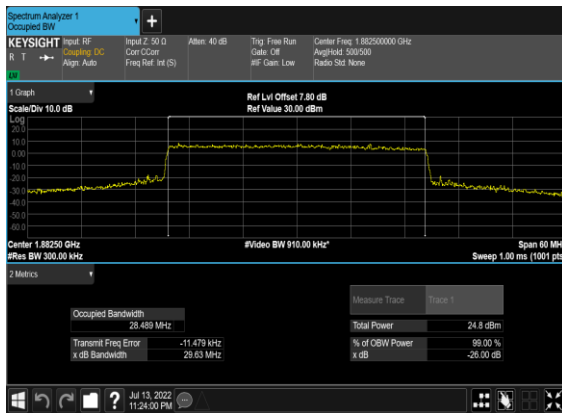 Spectrum Analyzer 1
Occupied BW
KEYSIGHT
R T
Input: RF
Coupling: DC
Align: Auto
Input Z: 50 Ω
Corr CCorr
Freq Ref: Int (S)
Atten: 40 dB
Trig: Free Run
Gate: Off
#IF Gain: Low
Center Freq: 1.882500000 GHz
Avg|Hold: 500/500
Radio Std: None
1 Graph
Scale/Div 10.0 dB
Ref Lvl Offset 7.80 dB
Ref Value 30.00 dBm
Log
20.0
10.0
0.00
-10.0
-20.0
-30.0
-40.0
-50.0
-60.0
Center 1.88250 GHz
#Res BW 300.00 kHz
#Video BW 910.00 kHz*
Span 60 MH
Sweep 1.00 ms (1001 pts
2 Metrics
Measure Trace Trace 1
Occupied Bandwidth
28.489 MHz
Total Power 24.8 dBm
Transmit Freq Error -11.479 kHz
% of OBW Power 99.00 %
x dB Bandwidth 29.63 MHz
x dB -26.00 dB
Jul 13, 2022
11:24:00 PM